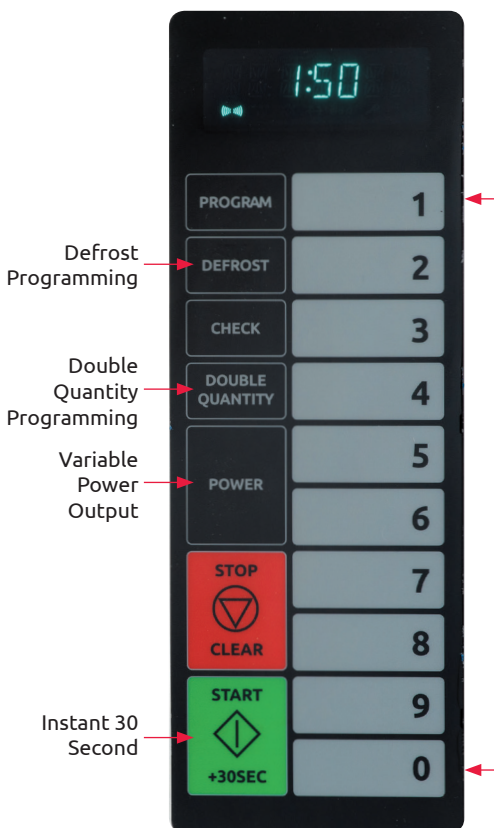 1:50
PROGRAM
1
Defrost
Programming
DEFROST
2
CHECK
3
Double
Quantity
Programming
DOUBLE
QUANTITY
4
Variable
Power
Output
POWER
5
6
STOP
CLEAR
7
8
Instant 30
Second
START
+30SEC
9
0